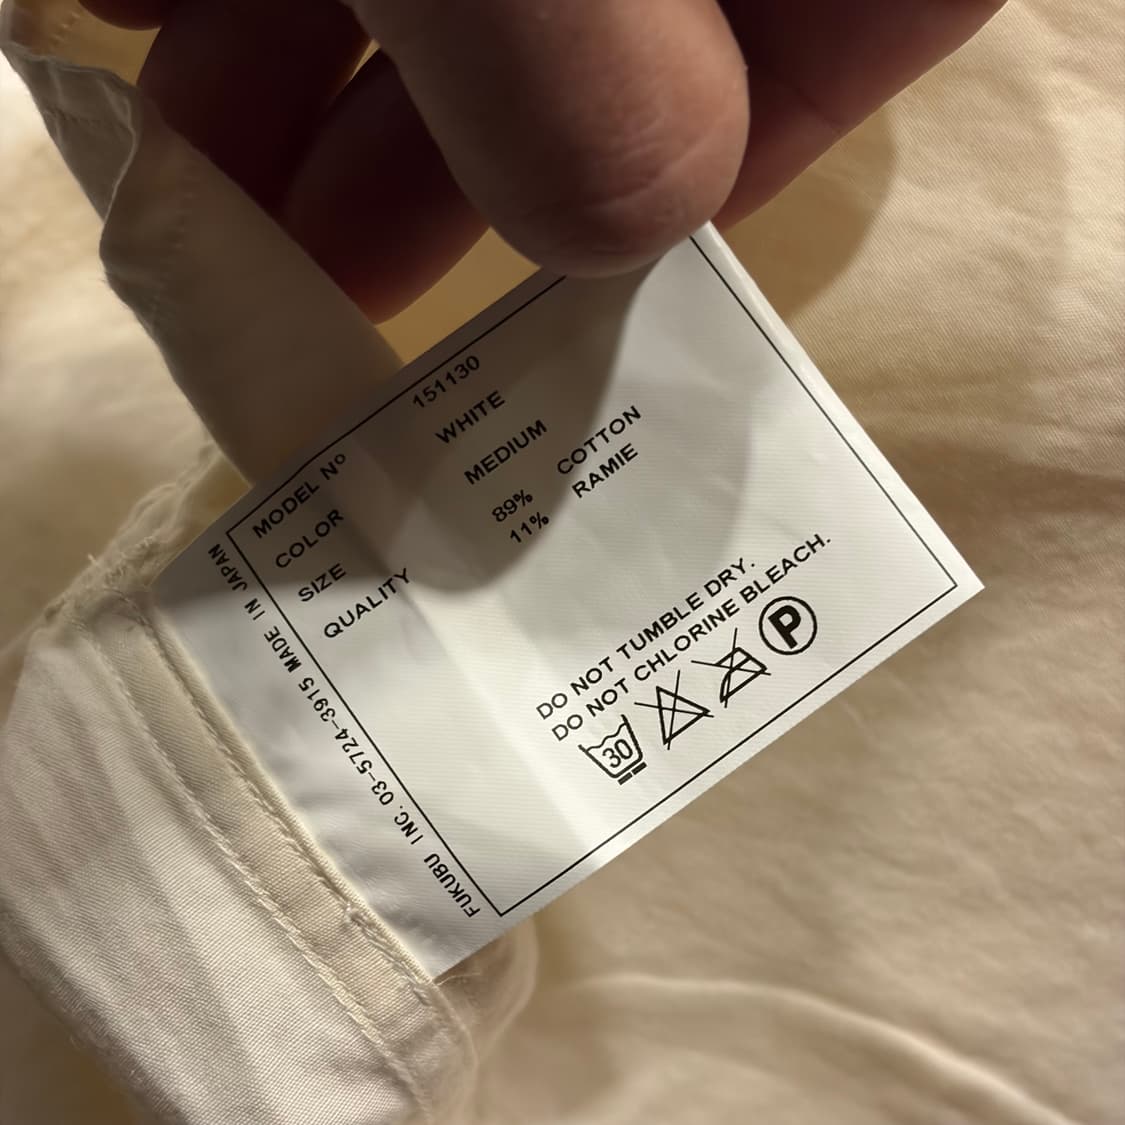 MODEL Nº 151130
COLOR WHITE
SIZE MEDIUM
QUALITY 89% COTTON
11% RAMIE
DO NOT TUMBLE DRY.
DO NOT CHLORINE BLEACH.
30 P
FUKUBU INC. 03-5724-3915 MADE IN JAPAN